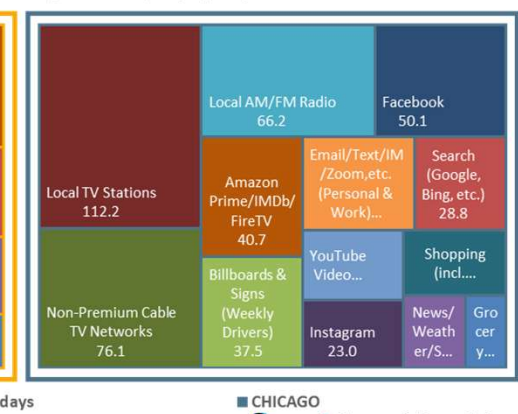 Local TV Stations
112.2
Local AM/FM Radio
66.2
Facebook
50.1
Amazon
Prime/IMDb/
FireTV
40.7
Email/Text/IM
/Zoom,etc.
(Personal &
Work)...
Search
(Google,
Bing, etc.)
28.8
Non-Premium Cable
TV Networks
76.1
Billboards &
Signs
(Weekly
Drivers)
37.5
YouTube
Video...
Shopping
(incl....
Instagram
23.0
News/
Weath
er/S...
Gro
cer
y...
days
CHICAGO